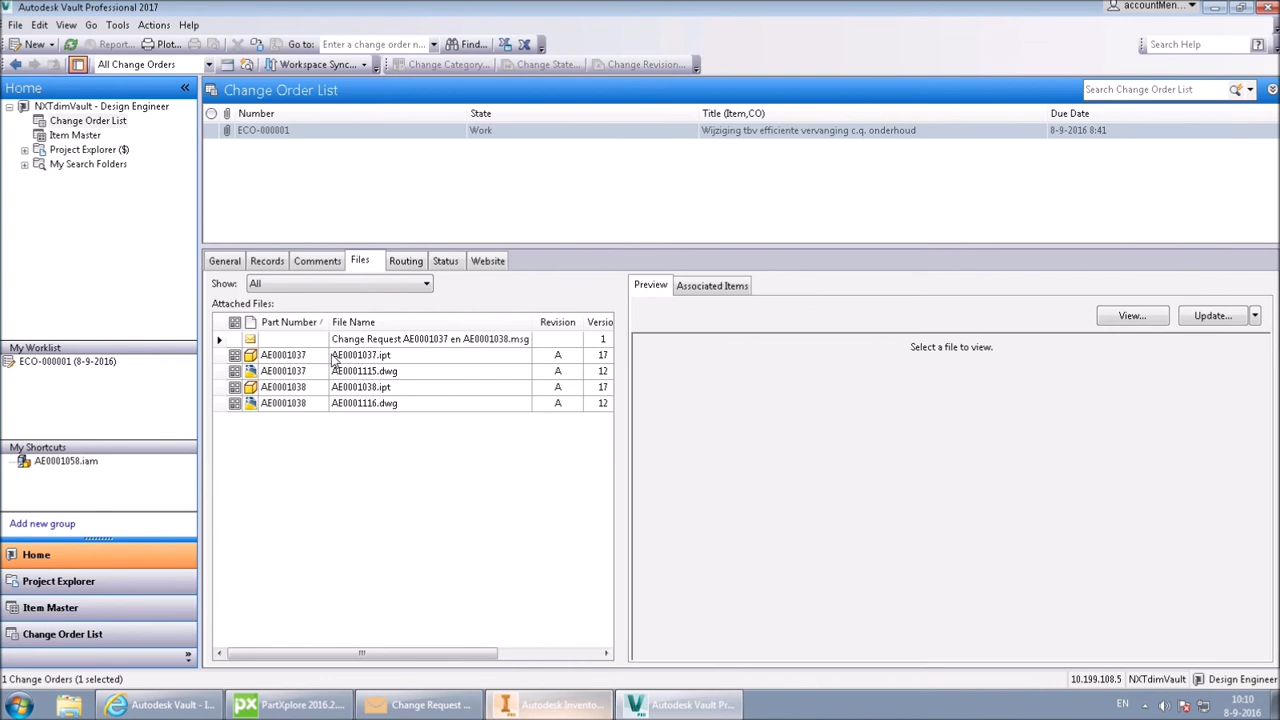 Autodesk Vault Professional 2017
accountMen...
File Edit View Go Tools Actions Help
New Report... Plot... Go to: Enter a change order n... Find... Search Help
All Change Orders Workspace Sync... Change Category... Change State... Change Revision...
Home
Change Order List
Search Change Order List
NXTdimVault - Design Engineer
Change Order List
Item Master
Project Explorer ($)
My Search Folders
Number State Title (Item,CO) Due Date
ECO-000001 Work Wijziging tbv efficiente vervanging c.q. onderhoud 8-9-2016 8:41
General Records Comments Files Routing Status Website
Show: All
Attached Files:
Part Number File Name Revision Versio
Change Request AE0001037 en AE0001038.msg 1
AE0001037 AE0001037.ipt A 17
AE0001037 AE0001115.dwg A 12
AE0001038 AE0001038.ipt A 17
AE0001038 AE0001116.dwg A 12
Preview Associated Items
View... Update...
Select a file to view.
My Worklist
ECO-000001 (8-9-2016)
My Shortcuts
AE0001058.iam
Add new group
Home
Project Explorer
Item Master
Change Order List
1 Change Orders (1 selected)
10.199.108.5 NXTdimVault Design Engineer
Autodesk Vault - I...
PartXplore 2016.2....
Change Request ...
Autodesk Invento...
Autodesk Vault Pr...
EN
10:10
8-9-2016